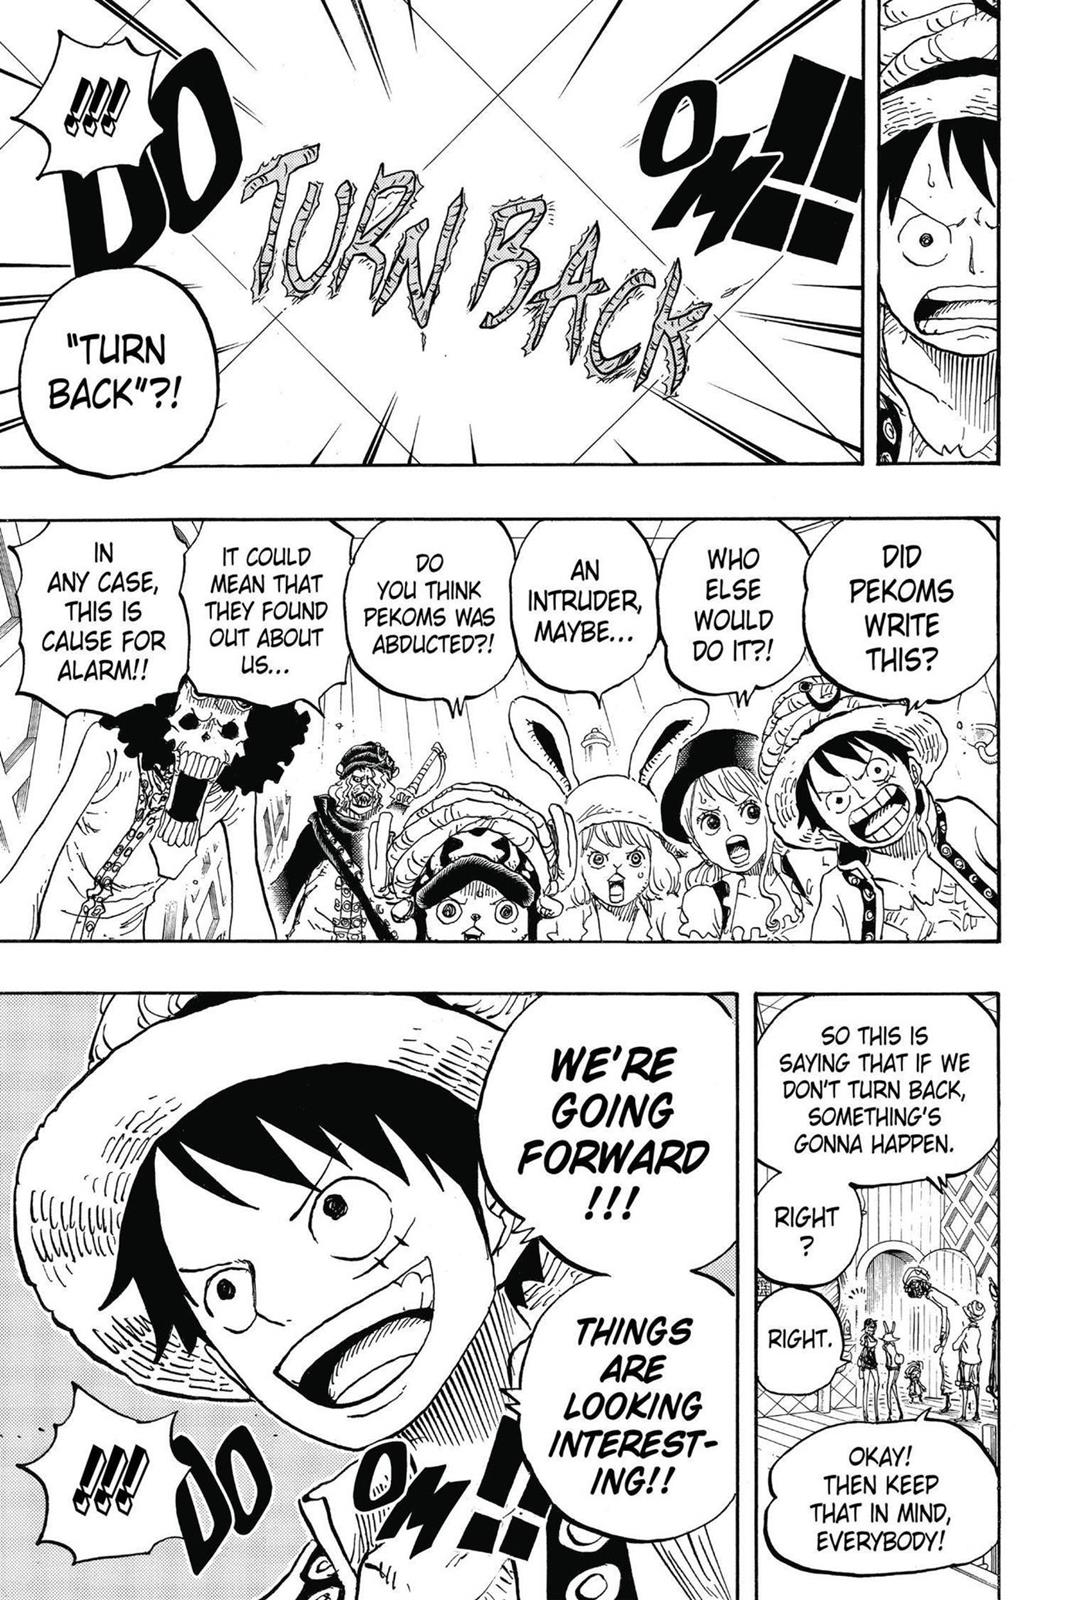 OM!!
TURN BACK
DO
!!!
"TURN
BACK"?!
DID
PEKOMS
WRITE
THIS?
WHO
ELSE
WOULD
DO IT?!
AN
INTRUDER,
MAYBE...
DO
YOU THINK
PEKOMS WAS
ABDUCTED?!
IT COULD
MEAN THAT
THEY FOUND
OUT ABOUT
US...
IN
ANY CASE,
THIS IS
CAUSE FOR
ALARM!!
SO THIS IS
SAYING THAT IF WE
DON'T TURN BACK,
SOMETHING'S
GONNA HAPPEN.
RIGHT
?
RIGHT.
OKAY!
THEN KEEP
THAT IN MIND,
EVERYBODY!
WE'RE
GOING
FORWARD
!!!
THINGS
ARE
LOOKING
INTEREST-
ING!!
DO
OM!!
!!!